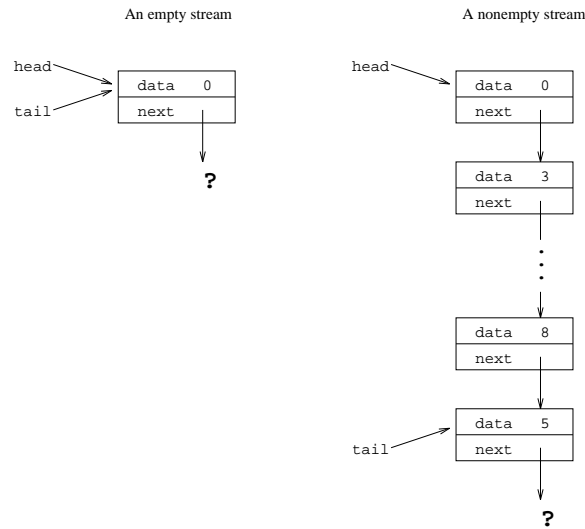 An empty stream
head
data 0
next
tail
?
A nonempty stream
head
data 0
next
data 3
next
data 8
next
data 5
next
tail
?